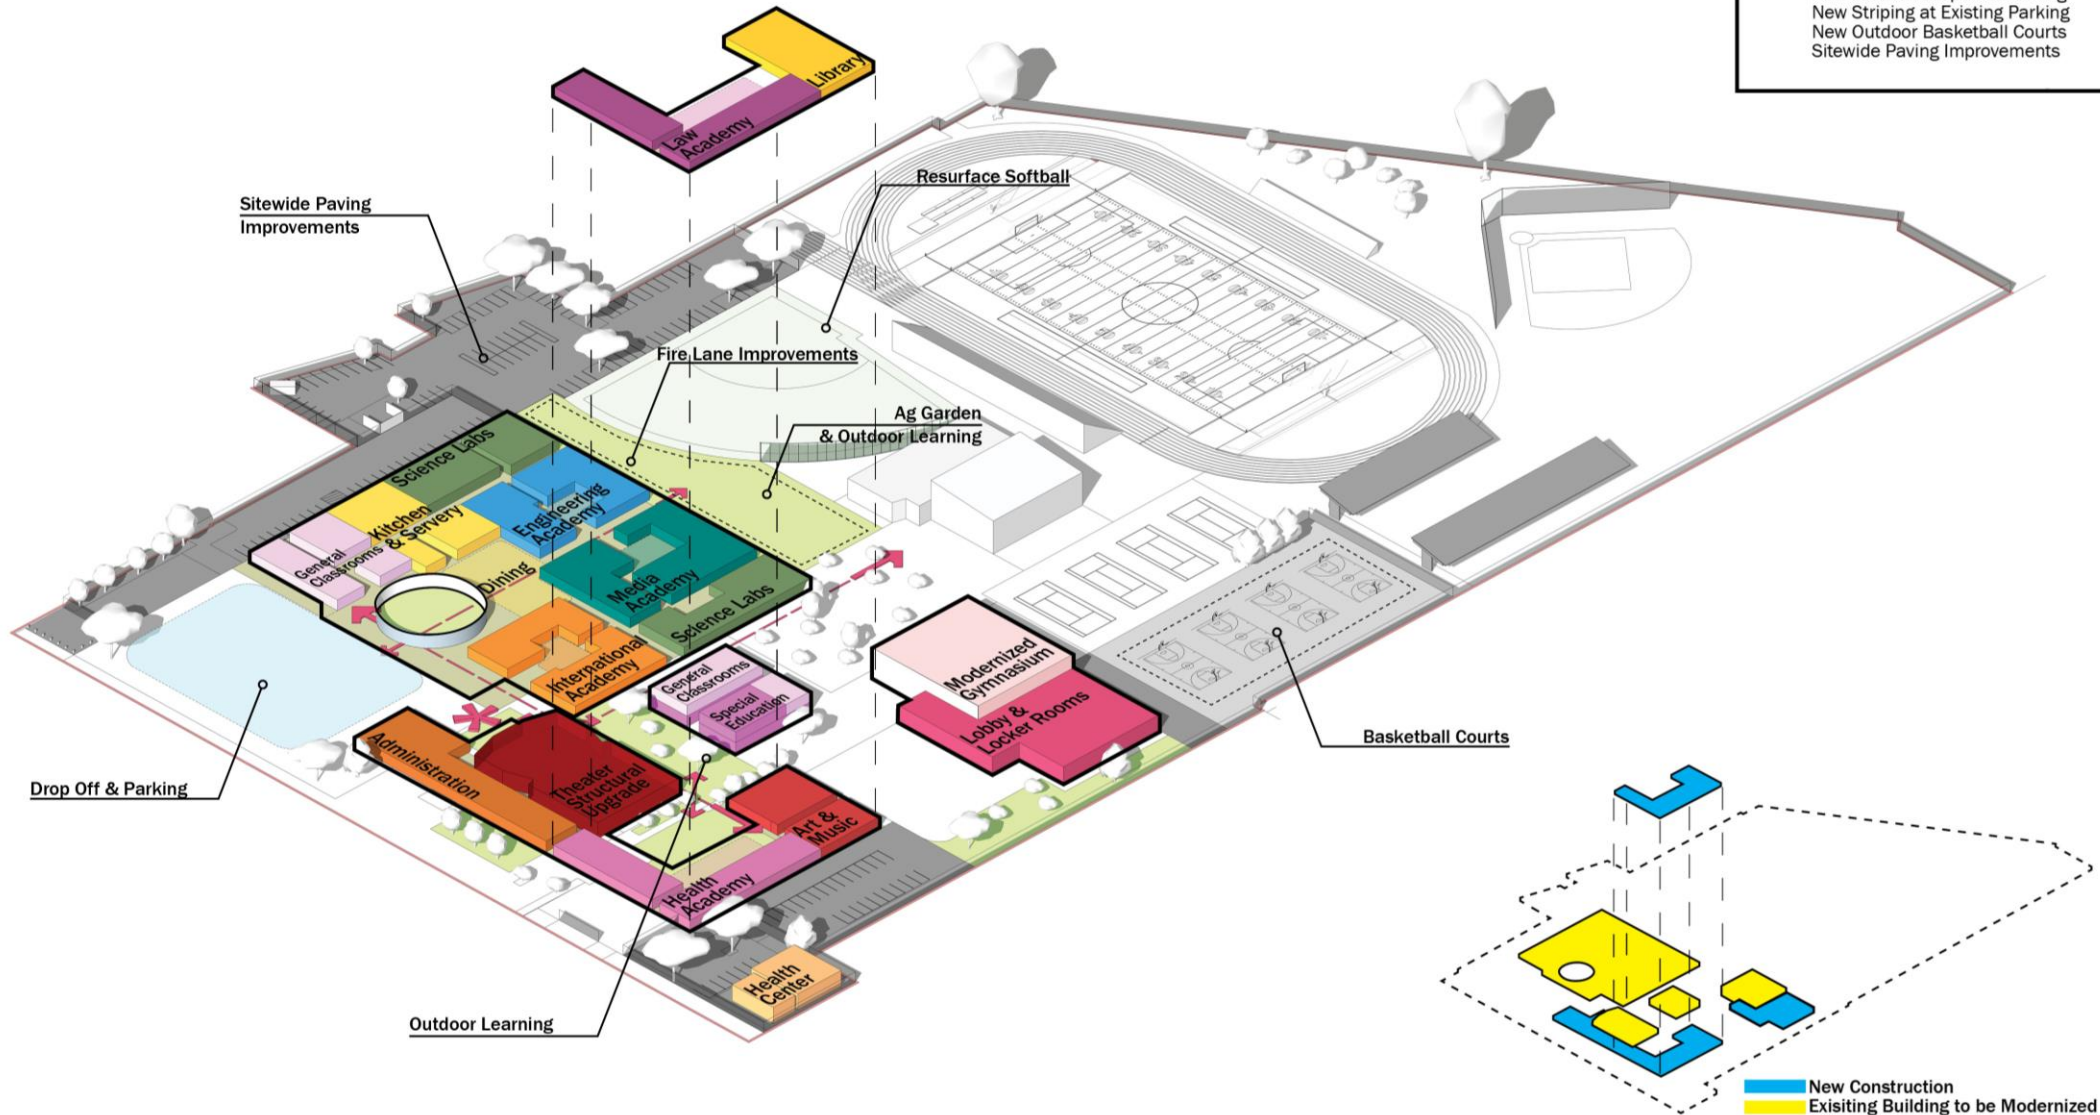 New Striping at Existing Parking
New Outdoor Basketball Courts
Sitewide Paving Improvements
Library
Law
Academy
Resurface Softball
Sitewide Paving
Improvements
Fire Lane Improvements
Ag Garden
& Outdoor Learning
Science Labs
Kitchen
& Servery
Engineering
Academy
General
Classrooms
Dining
Media
Academy
Science Labs
International
Academy
General
Classrooms
Special
Education
Modernized
Gymnasium
Lobby &
Locker Rooms
Basketball Courts
Drop Off & Parking
Administration
Theater
Structural
Upgrade
Art &
Music
Health
Academy
Health
Center
Outdoor Learning
New Construction
Exisiting Building to be Modernized